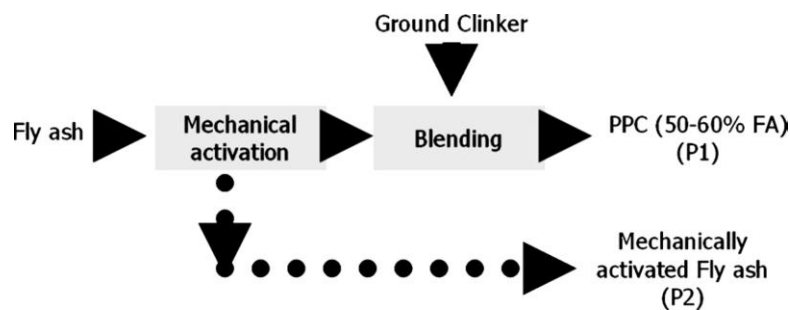 Ground Clinker
Fly ash
Mechanical
activation
Blending
PPC (50-60% FA)
(P1)
Mechanically
activated Fly ash
(P2)